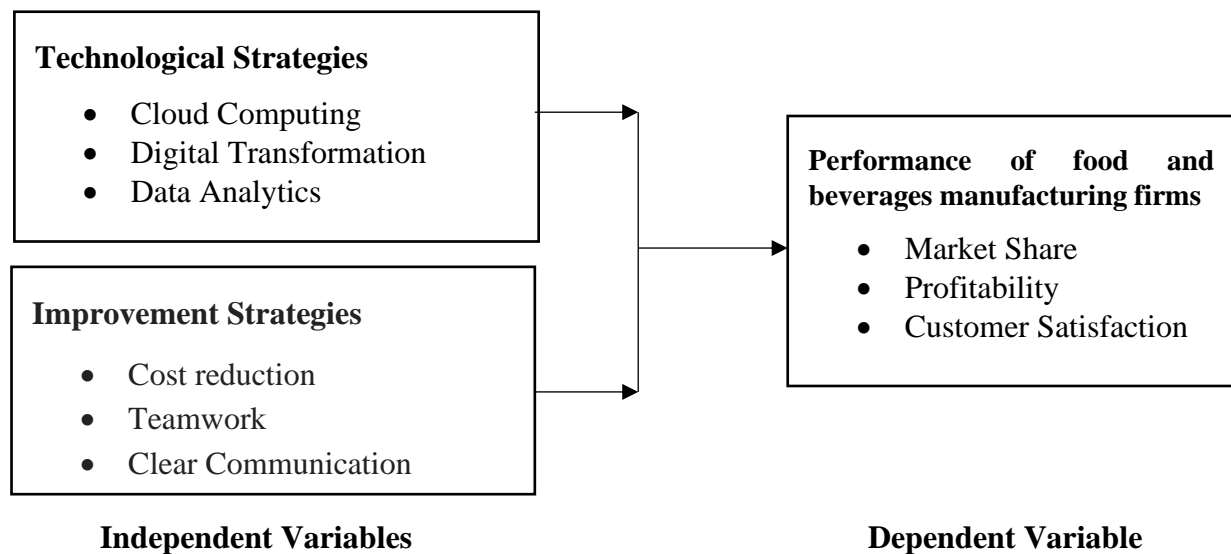 Technological Strategies
• Cloud Computing
• Digital Transformation
• Data Analytics
Improvement Strategies
• Cost reduction
• Teamwork
• Clear Communication
Performance of food and
beverages manufacturing firms
• Market Share
• Profitability
• Customer Satisfaction
Independent Variables
Dependent Variable